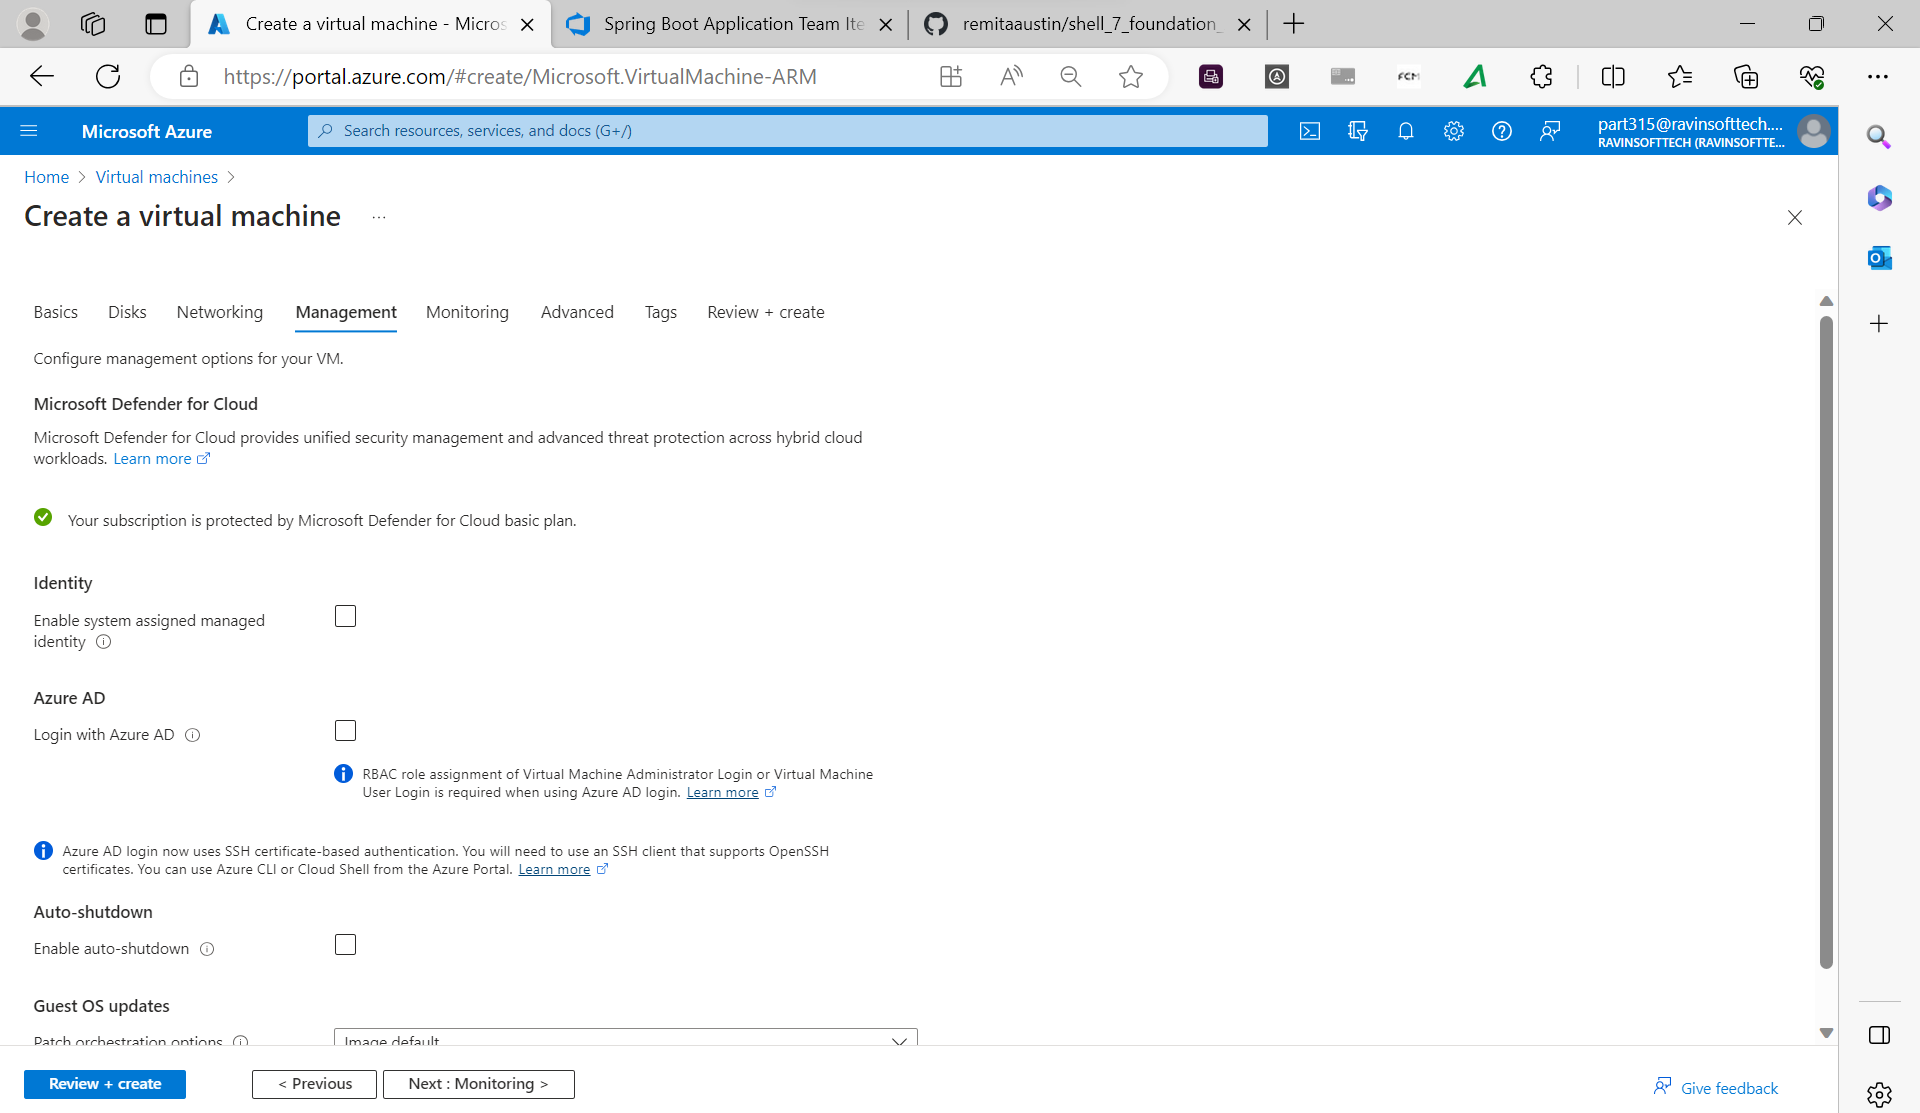 Create a virtual machine - Micros
Spring Boot Application Team Ite
remitaaustin/shell_7_foundation_
https://portal.azure.com/#create/Microsoft.VirtualMachine-ARM
FCM
Microsoft Azure
Search resources, services, and docs (G+/)
part315@ravinsofttech....
RAVINSOFTTECH (RAVINSOFTTE...
Home > Virtual machines >
Create a virtual machine ...
Basics Disks Networking Management Monitoring Advanced Tags Review + create
Configure management options for your VM.
Microsoft Defender for Cloud
Microsoft Defender for Cloud provides unified security management and advanced threat protection across hybrid cloud
workloads. Learn more
Your subscription is protected by Microsoft Defender for Cloud basic plan.
Identity
Enable system assigned managed
identity
Azure AD
Login with Azure AD
RBAC role assignment of Virtual Machine Administrator Login or Virtual Machine
User Login is required when using Azure AD login. Learn more
Azure AD login now uses SSH certificate-based authentication. You will need to use an SSH client that supports OpenSSH
certificates. You can use Azure CLI or Cloud Shell from the Azure Portal. Learn more
Auto-shutdown
Enable auto-shutdown
Guest OS updates
Patch orchestration options
Image default
Review + create
< Previous
Next : Monitoring >
Give feedback